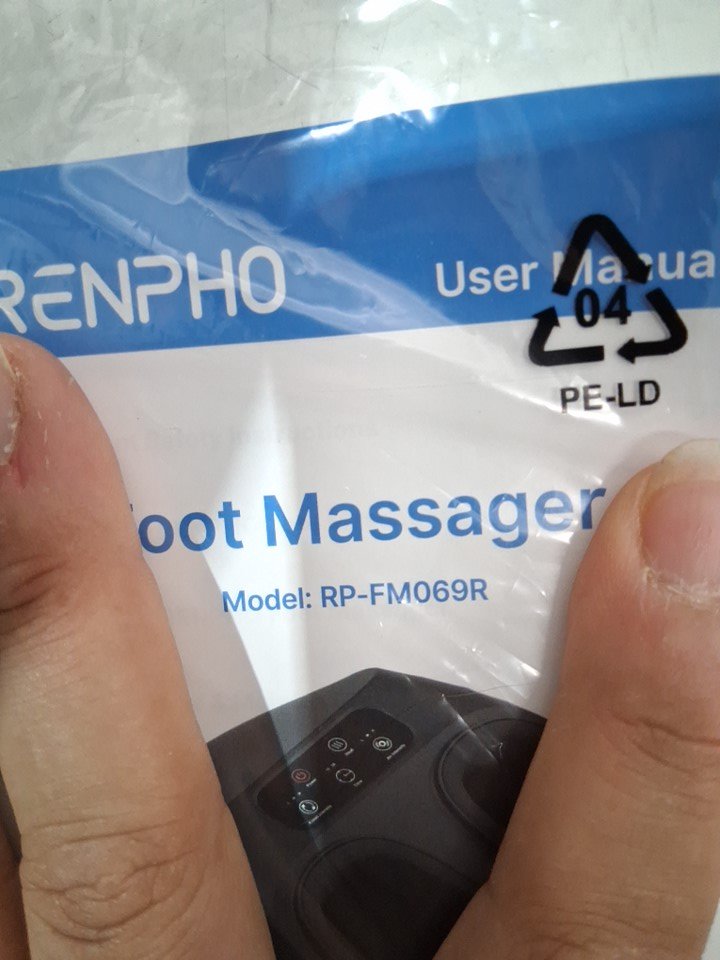 RENPHO
User Manua
04
PE-LD
oot Massager
Model: RP-FM069R